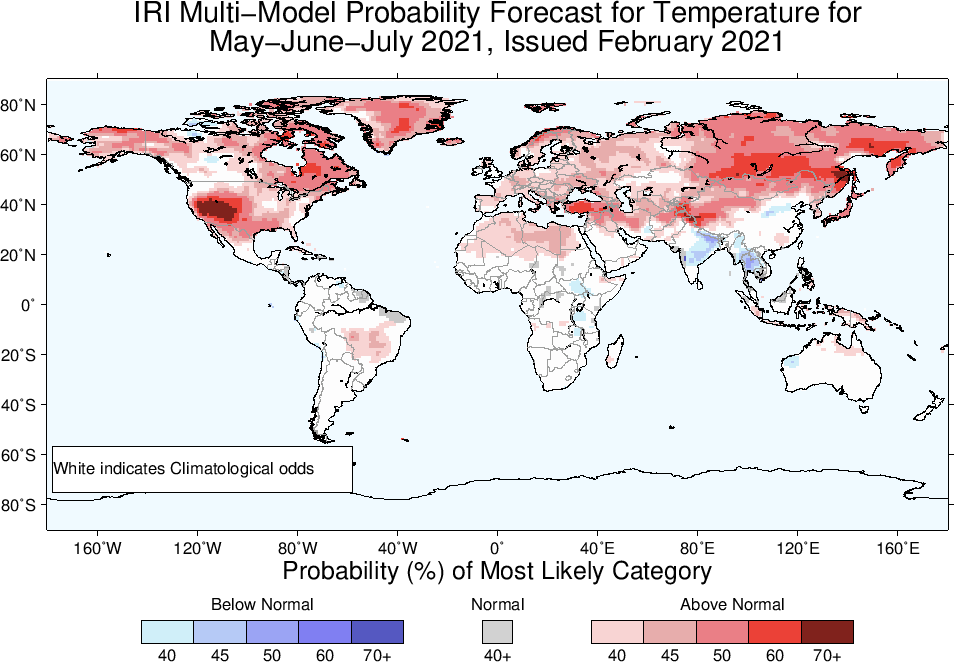 IRI Multi−Model Probability Forecast for Temperature for
May−June−July 2021, Issued February 2021
80˚N
60˚N
40˚N
20˚N
0˚
20˚S
40˚S
60˚S
80˚S
White indicates Climatological odds
160˚W 120˚W 80˚W 40˚W 0˚ 40˚E 80˚E 120˚E 160˚E
Probability (%) of Most Likely Category
Below Normal Normal Above Normal
40 45 50 60 70+ 40+ 40 45 50 60 70+